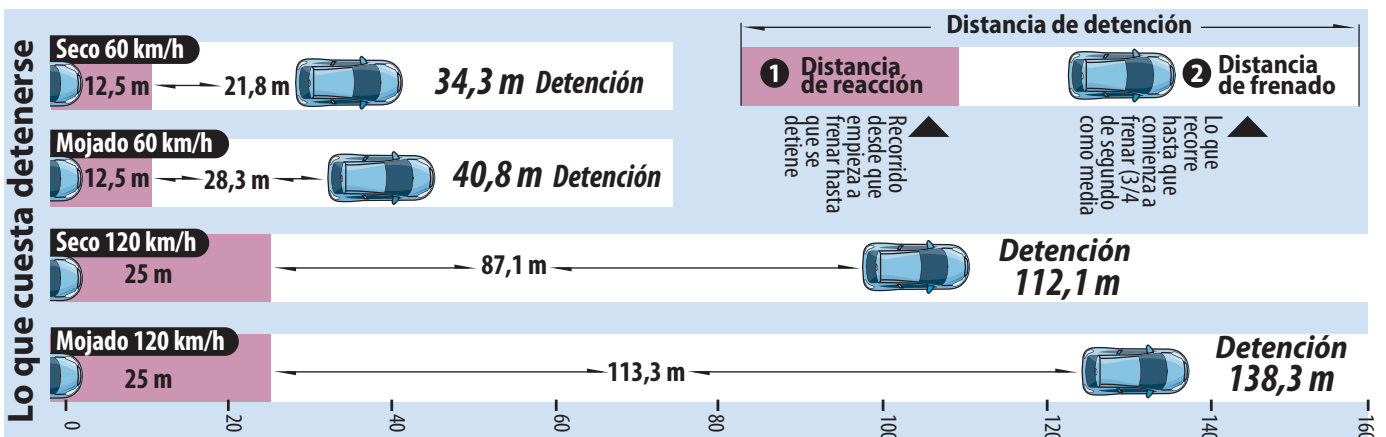 Lo que cuesta detenerse
Seco 60 km/h
12,5 m
21,8 m
34,3 m Detención
Mojado 60 km/h
12,5 m
28,3 m
40,8 m Detención
Distancia de detención
1 Distancia
de reacción
2 Distancia
de frenado
Recorrido
desde que
empieza a
frenar hasta
que se
detiene
Lo que
recorre
hasta que
comienza a
frenar (3/4
de segundo
como media
Seco 120 km/h
25 m
87,1 m
Detención
112,1 m
Mojado 120 km/h
25 m
113,3 m
Detención
138,3 m
0 20 40 60 80 100 120 140 160